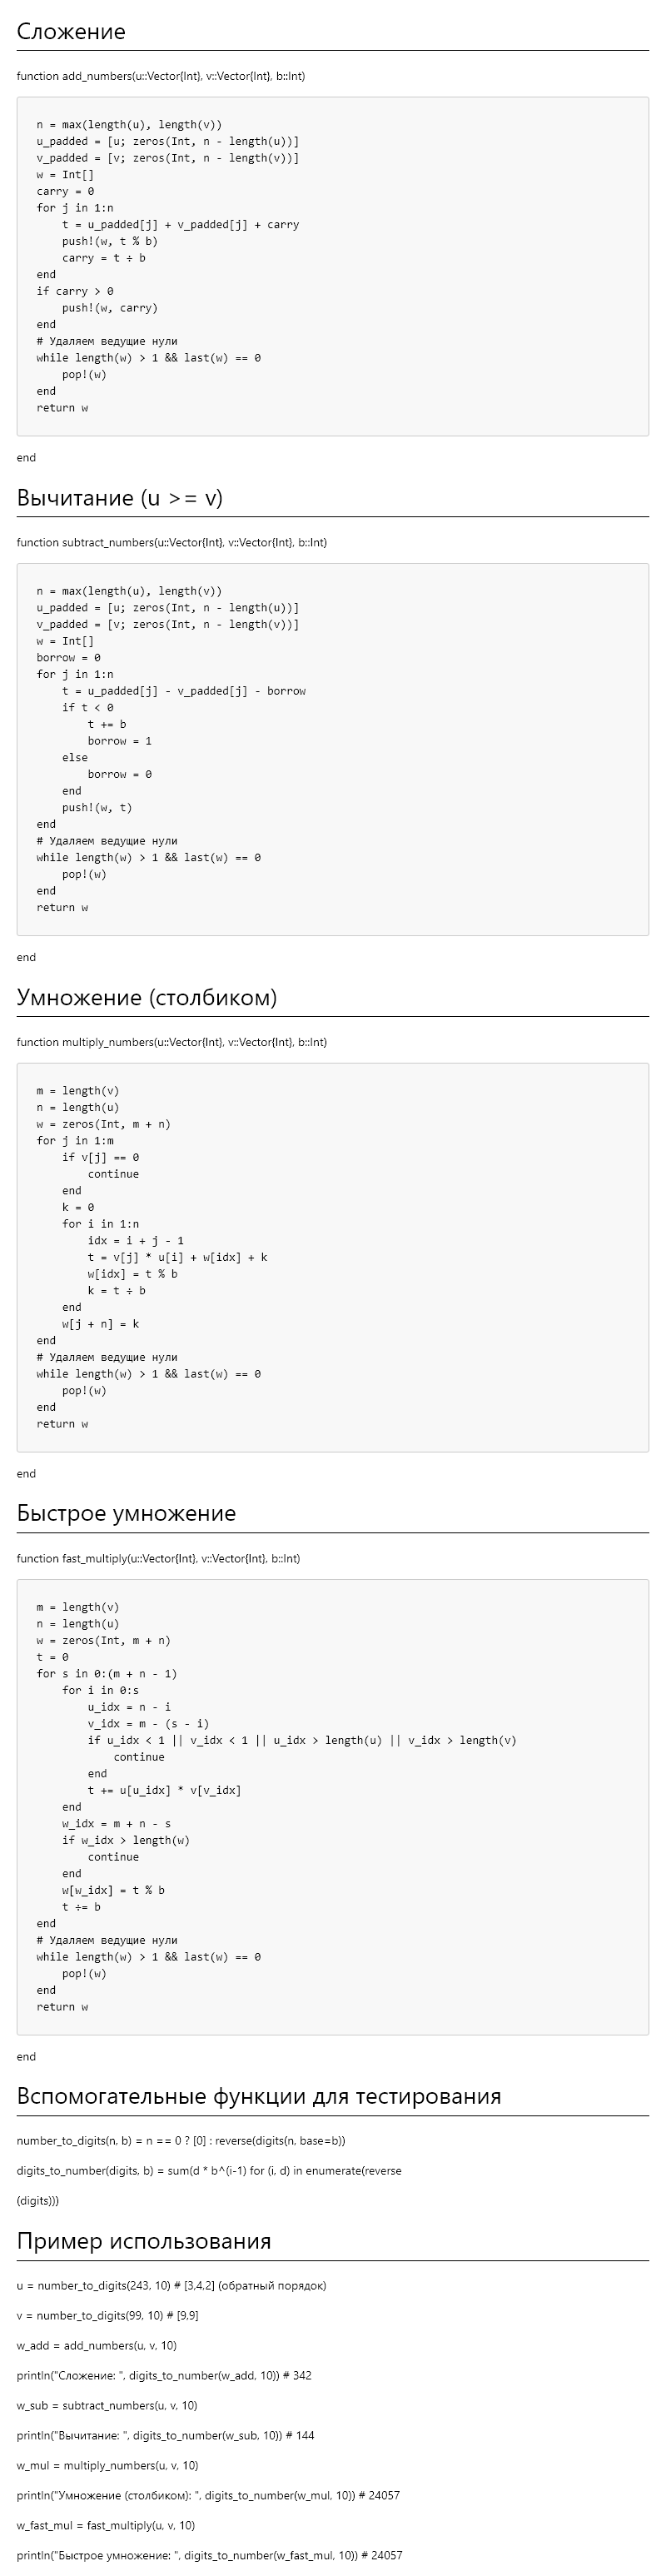 Сложение
function add_numbers(u::Vector{Int}, v::Vector{Int}, b::Int)
n = max(length(u), length(v))
u_padded = [u; zeros(Int, n - length(u))]
v_padded = [v; zeros(Int, n - length(v))]
w = Int[]
carry = 0
for j in 1:n
    t = u_padded[j] + v_padded[j] + carry
    push!(w, t % b)
    carry = t ÷ b
end
if carry > 0
    push!(w, carry)
end
# Удаляем ведущие нули
while length(w) > 1 && last(w) == 0
    pop!(w)
end
return w
end
Вычитание (u >= v)
function subtract_numbers(u::Vector{Int}, v::Vector{Int}, b::Int)
n = max(length(u), length(v))
u_padded = [u; zeros(Int, n - length(u))]
v_padded = [v; zeros(Int, n - length(v))]
w = Int[]
borrow = 0
for j in 1:n
    t = u_padded[j] - v_padded[j] - borrow
    if t < 0
        t += b
        borrow = 1
    else
        borrow = 0
    end
    push!(w, t)
end
# Удаляем ведущие нули
while length(w) > 1 && last(w) == 0
    pop!(w)
end
return w
end
Умножение (столбиком)
function multiply_numbers(u::Vector{Int}, v::Vector{Int}, b::Int)
m = length(v)
n = length(u)
w = zeros(Int, m + n)
for j in 1:m
    if v[j] == 0
        continue
    end
    k = 0
    for i in 1:n
        idx = i + j - 1
        t = v[j] * u[i] + w[idx] + k
        w[idx] = t % b
        k = t ÷ b
    end
    w[j + n] = k
end
# Удаляем ведущие нули
while length(w) > 1 && last(w) == 0
    pop!(w)
end
return w
end
Быстрое умножение
function fast_multiply(u::Vector{Int}, v::Vector{Int}, b::Int)
m = length(v)
n = length(u)
w = zeros(Int, m + n)
t = 0
for s in 0:(m + n - 1)
    for i in 0:s
        u_idx = n - i
        v_idx = m - (s - i)
        if u_idx < 1 || v_idx < 1 || u_idx > length(u) || v_idx > length(v)
            continue
        end
        t += u[u_idx] * v[v_idx]
    end
    w_idx = m + n - s
    if w_idx > length(w)
        continue
    end
    w[w_idx] = t % b
    t ÷= b
end
# Удаляем ведущие нули
while length(w) > 1 && last(w) == 0
    pop!(w)
end
return w
end
Вспомогательные функции для тестирования
number_to_digits(n, b) = n == 0 ? [0] : reverse(digits(n, base=b))
digits_to_number(digits, b) = sum(d * b^(i-1) for (i, d) in enumerate(reverse
(digits)))
Пример использования
u = number_to_digits(243, 10) # [3,4,2] (обратный порядок)
v = number_to_digits(99, 10) # [9,9]
w_add = add_numbers(u, v, 10)
println("Сложение: ", digits_to_number(w_add, 10)) # 342
w_sub = subtract_numbers(u, v, 10)
println("Вычитание: ", digits_to_number(w_sub, 10)) # 144
w_mul = multiply_numbers(u, v, 10)
println("Умножение (столбиком): ", digits_to_number(w_mul, 10)) # 24057
w_fast_mul = fast_multiply(u, v, 10)
println("Быстрое умножение: ", digits_to_number(w_fast_mul, 10)) # 24057